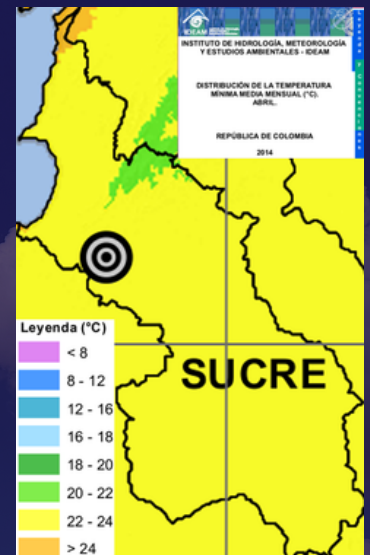 IDEAM
INSTITUTO DE HIDROLOGÍA, METEOROLOGÍA
Y ESTUDIOS AMBIENTALES - IDEAM
DISTRIBUCIÓN DE LA TEMPERATURA
MÍNIMA MEDIA MENSUAL (°C).
ABRIL.
REPÚBLICA DE COLOMBIA
2014
Leyenda (°C)
< 8
8 - 12
12 - 16
16 - 18
18 - 20
20 - 22
22 - 24
> 24
SUCRE